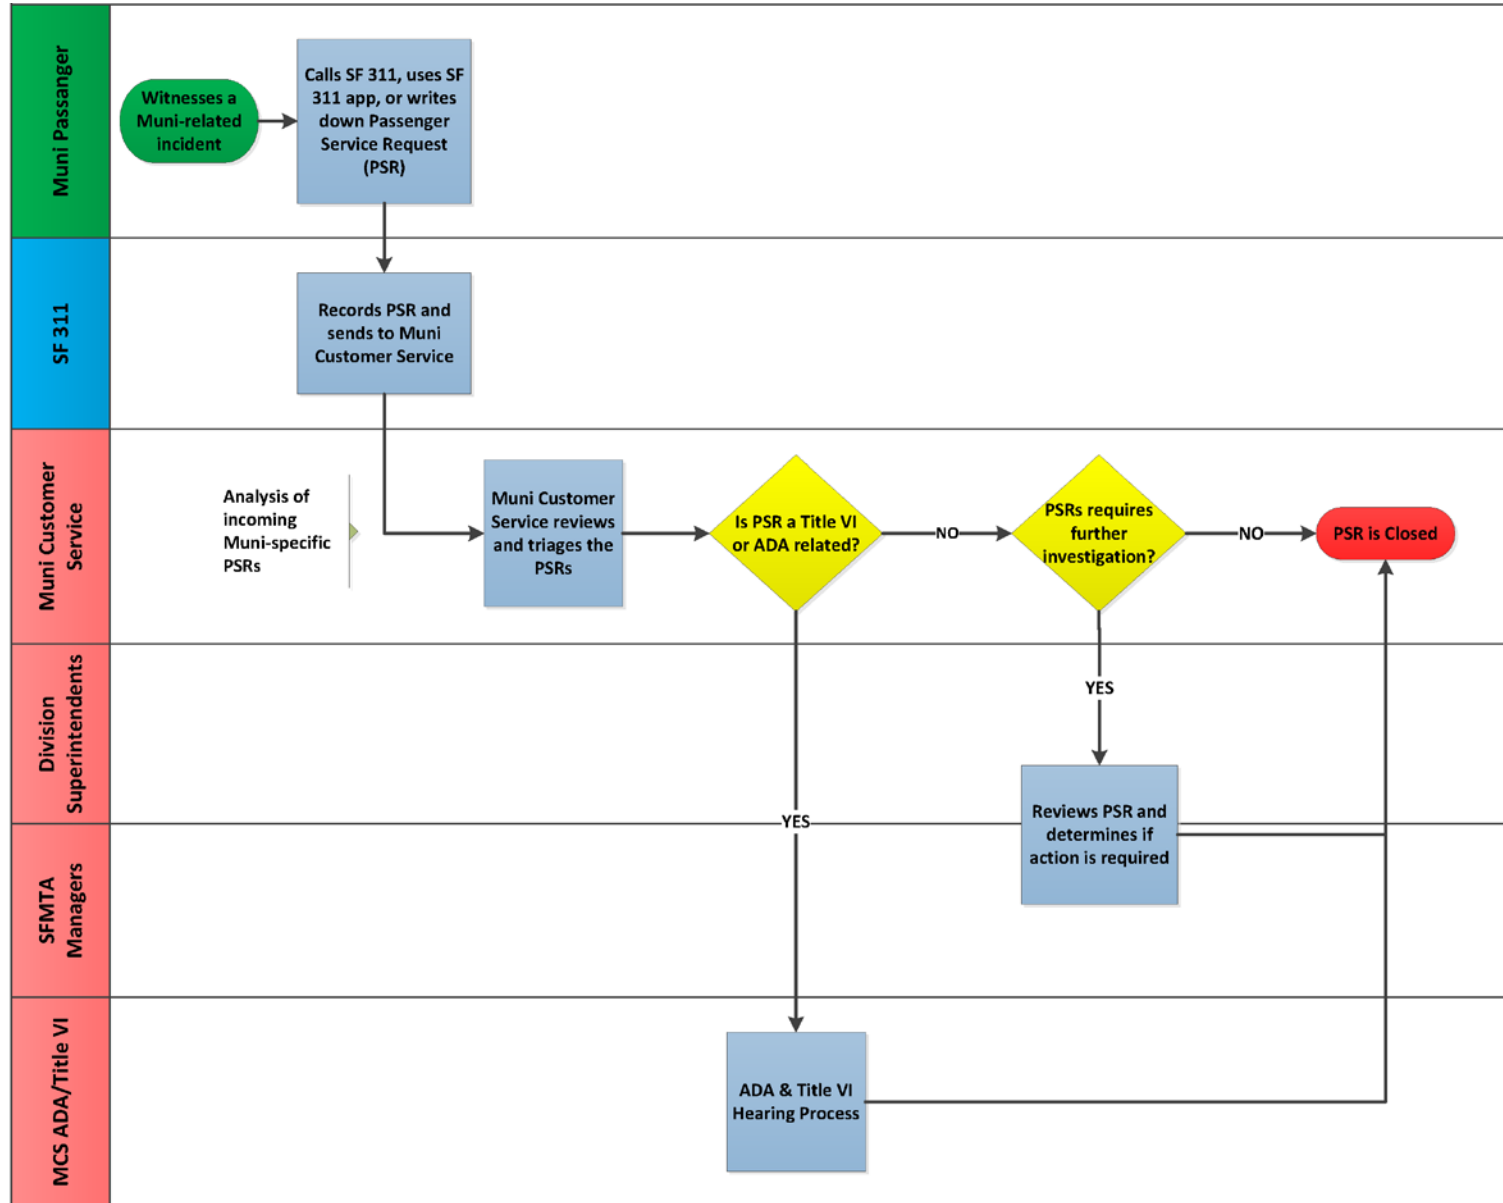 Muni Passanger
Witnesses a
Muni-related
incident
Calls SF 311, uses SF
311 app, or writes
down Passenger
Service Request
(PSR)
SF 311
Records PSR and
sends to Muni
Customer Service
Muni Customer
Service
Analysis of
incoming
Muni-specific
PSRs
Muni Customer
Service reviews
and triages the
PSRs
Is PSR a Title VI
or ADA related?
NO
PSRs requires
further
investigation?
NO
PSR is Closed
Division
Superintendents
YES
YES
Reviews PSR and
determines if
action is required
SFMTA
Managers
MCS ADA/Title VI
ADA & Title VI
Hearing Process